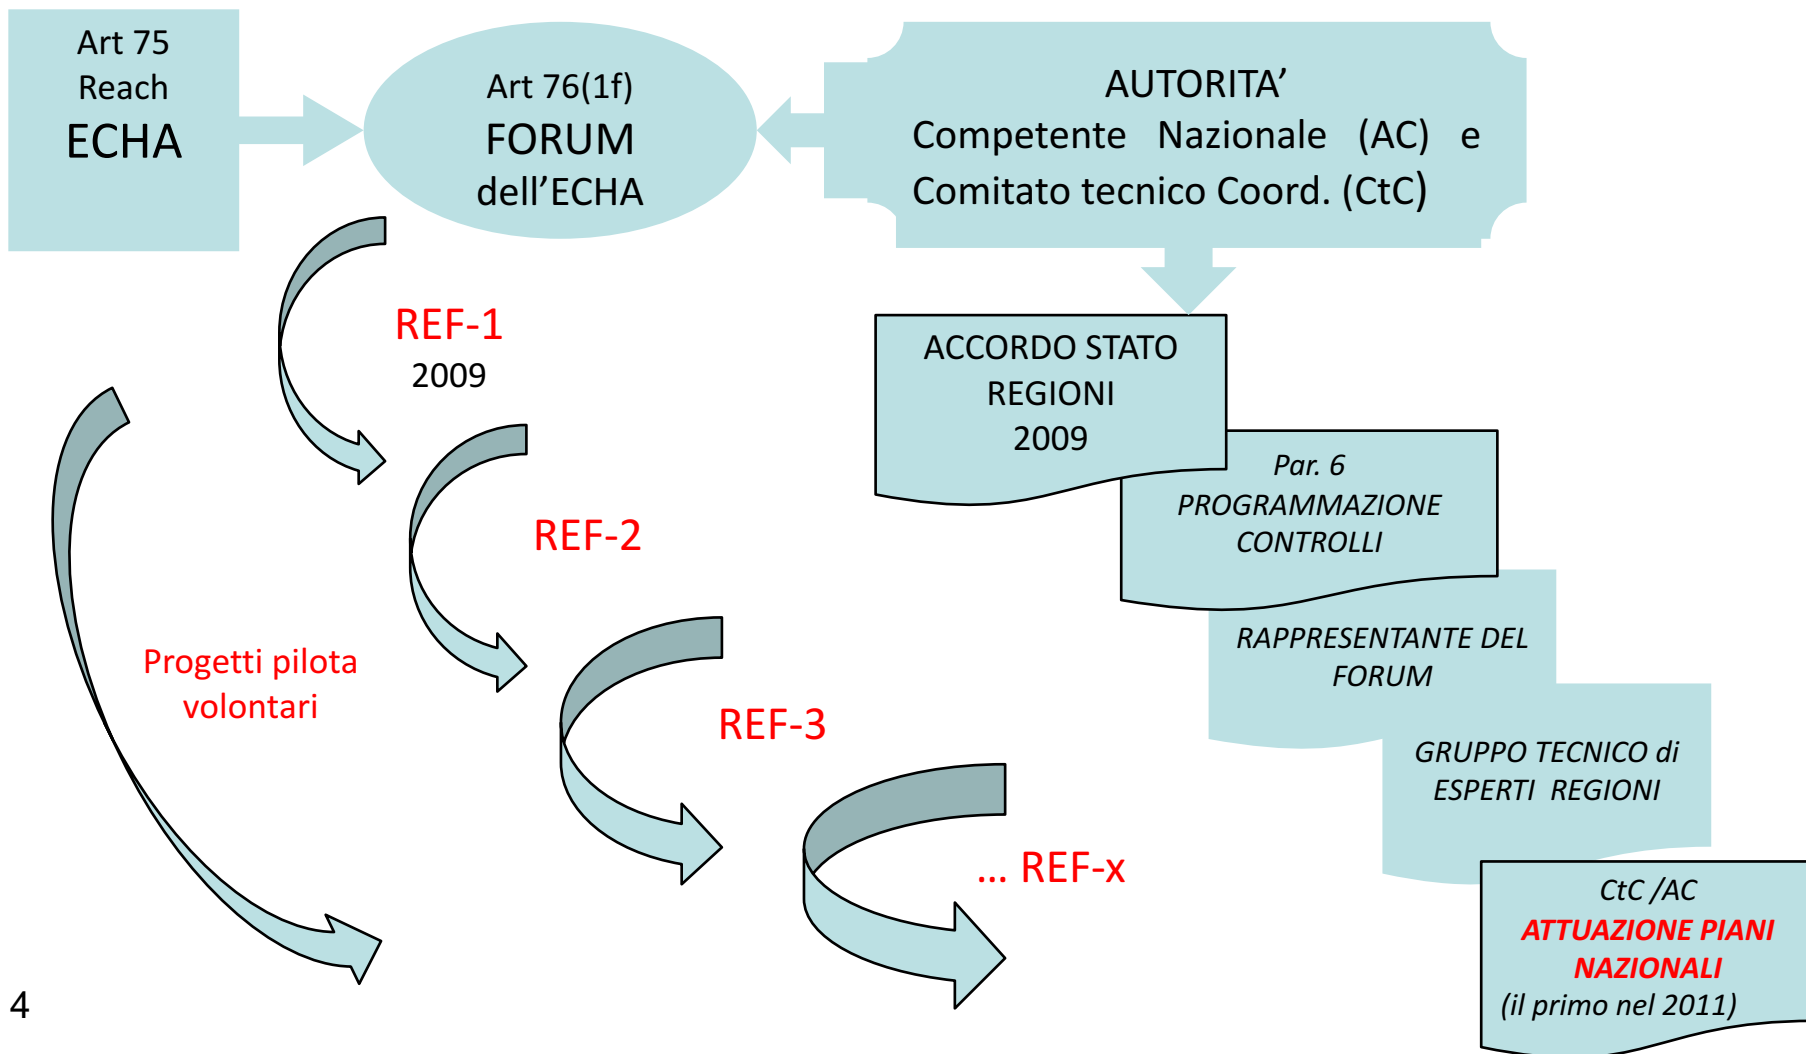 Art 75
Reach
ECHA
Art 76(1f)
FORUM
dell’ECHA
AUTORITA’
Competente Nazionale (AC) e
Comitato tecnico Coord. (CtC)
REF-1
2009
REF-2
REF-3
... REF-x
Progetti pilota
volontari
ACCORDO STATO
REGIONI
2009
Par. 6
PROGRAMMAZIONE
CONTROLLI
RAPPRESENTANTE DEL
FORUM
GRUPPO TECNICO di
ESPERTI REGIONI
CtC /AC
ATTUAZIONE PIANI
NAZIONALI
(il primo nel 2011)
4